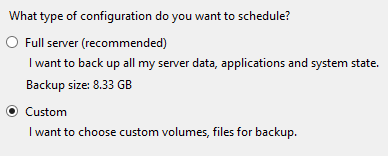 What type of configuration do you want to schedule?
Full server (recommended)
I want to back up all my server data, applications and system state.
Backup size: 8.33 GB
Custom
I want to choose custom volumes, files for backup.